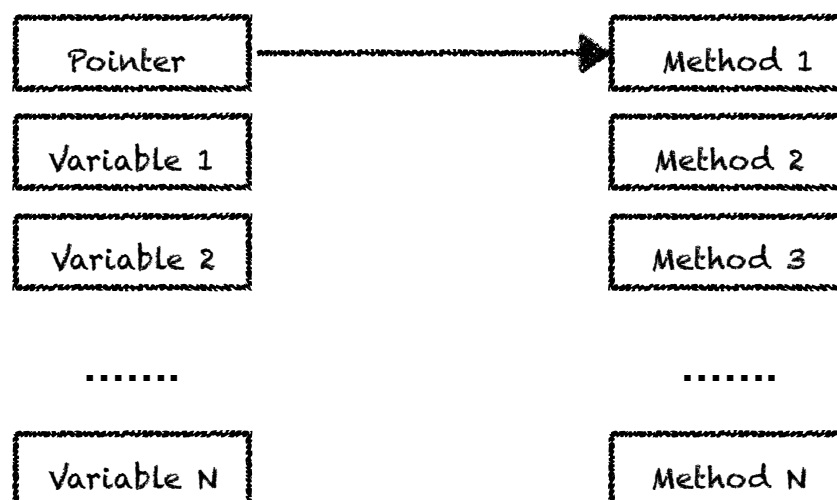 Pointer
Method 1
Variable 1
Method 2
Variable 2
Method 3
.......
.......
Variable N
Method N